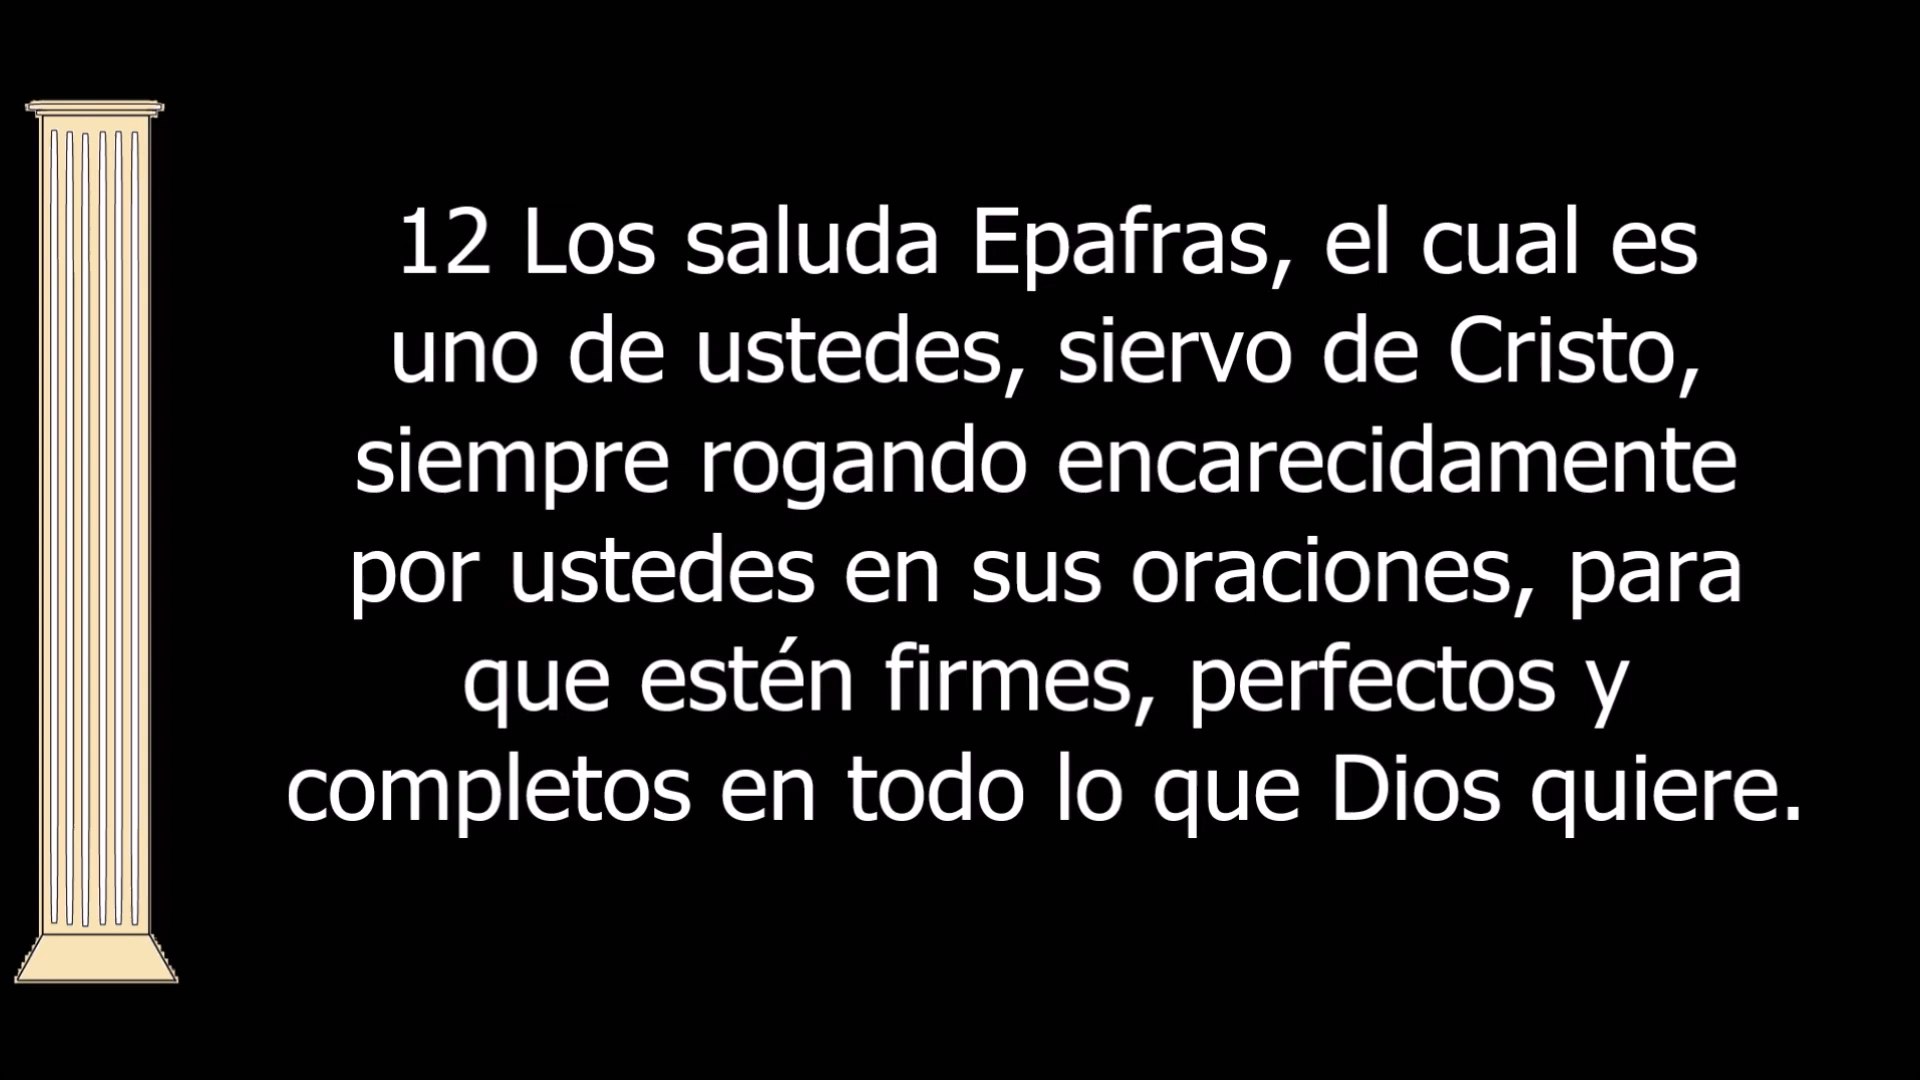 12 Los saluda Epafras, el cual es
uno de ustedes, siervo de Cristo,
siempre rogando encarecidamente
por ustedes en sus oraciones, para
que estén firmes, perfectos y
completos en todo lo que Dios quiere.